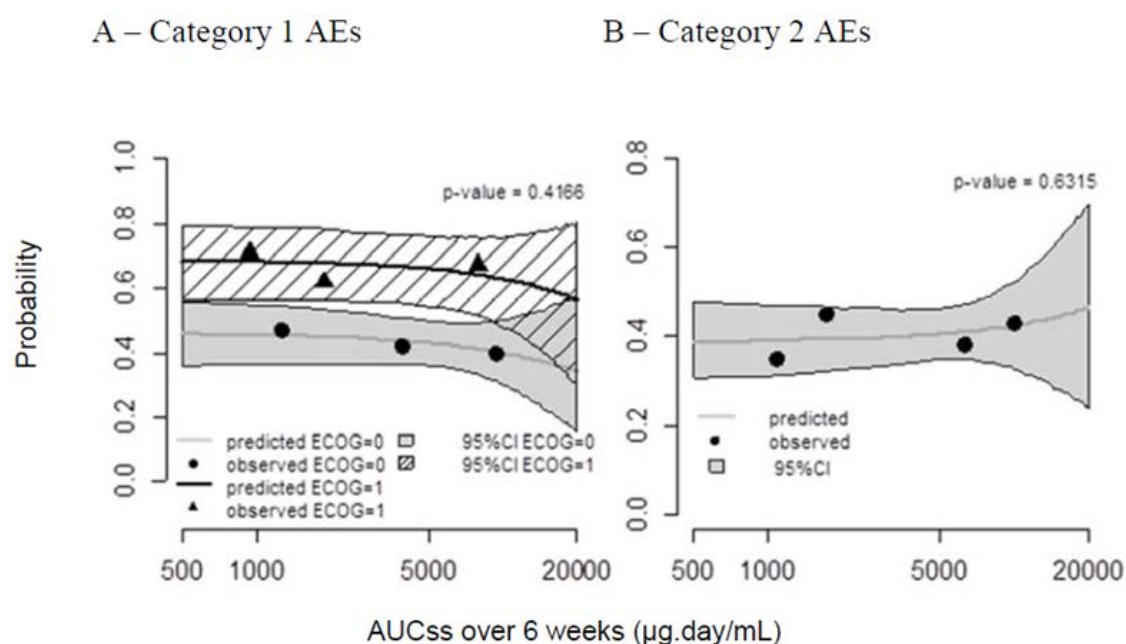 A – Category 1 AEs
B – Category 2 AEs
Probability
1.0
0.8
0.6
0.4
0.2
0.0
p-value = 0.4166
predicted ECOG=0
95%CI ECOG=0
observed ECOG=0
95%CI ECOG=1
predicted ECOG=1
observed ECOG=1
500 1000 5000 20000
0.8
0.6
0.4
0.2
0.0
p-value = 0.6315
predicted
observed
95%CI
500 1000 5000 20000
AUCss over 6 weeks (µg.day/mL)